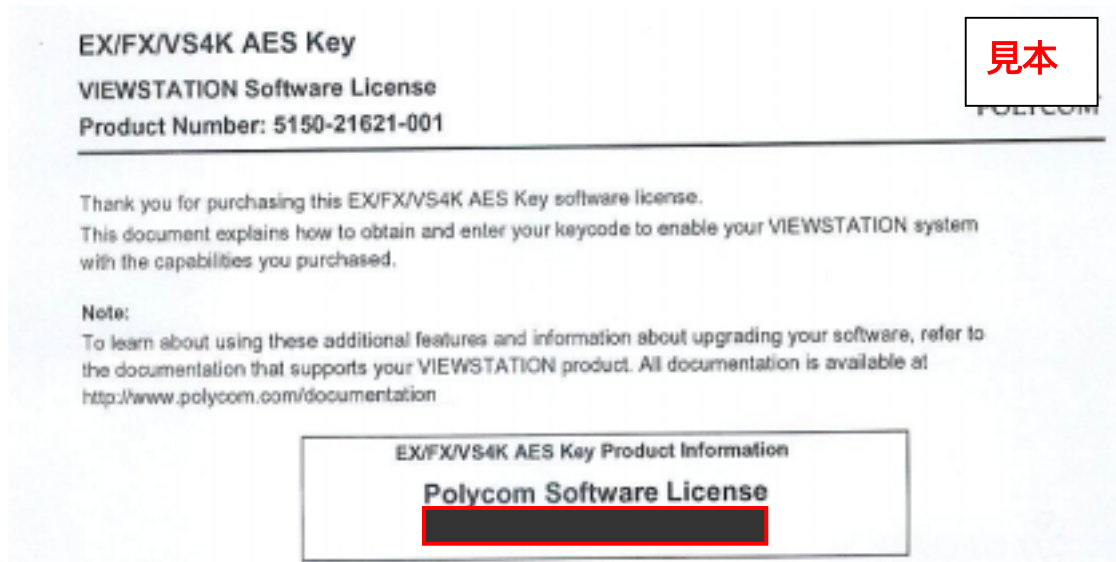 EX/FX/VS4K AES Key
見本
VIEWSTATION Software License
POLYCOM
Product Number: 5150-21621-001
Thank you for purchasing this EX/FX/VS4K AES Key software license.
This document explains how to obtain and enter your keycode to enable your VIEWSTATION system
with the capabilities you purchased.
Note:
To learn about using these additional features and information about upgrading your software, refer to
the documentation that supports your VIEWSTATION product. All documentation is available at
http://www.polycom.com/documentation
EX/FX/VS4K AES Key Product Information
Polycom Software License